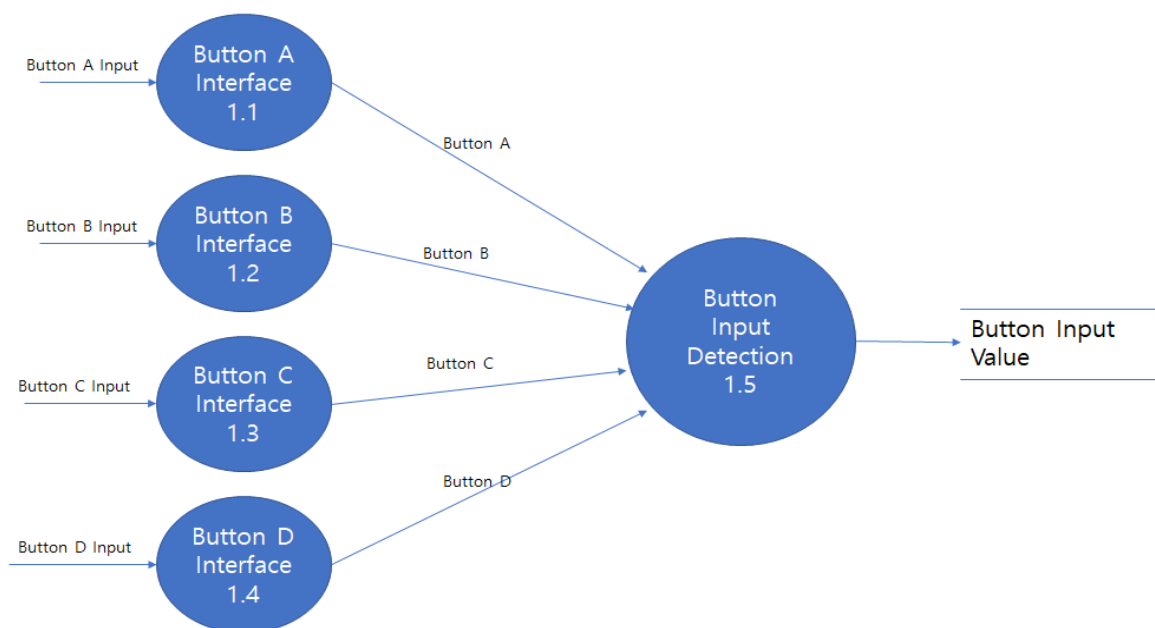 Button A Input
Button A
Interface
1.1
Button A
Button B Input
Button B
Interface
1.2
Button B
Button C Input
Button C
Interface
1.3
Button C
Button D Input
Button D
Interface
1.4
Button D
Button
Input
Detection
1.5
Button Input
Value